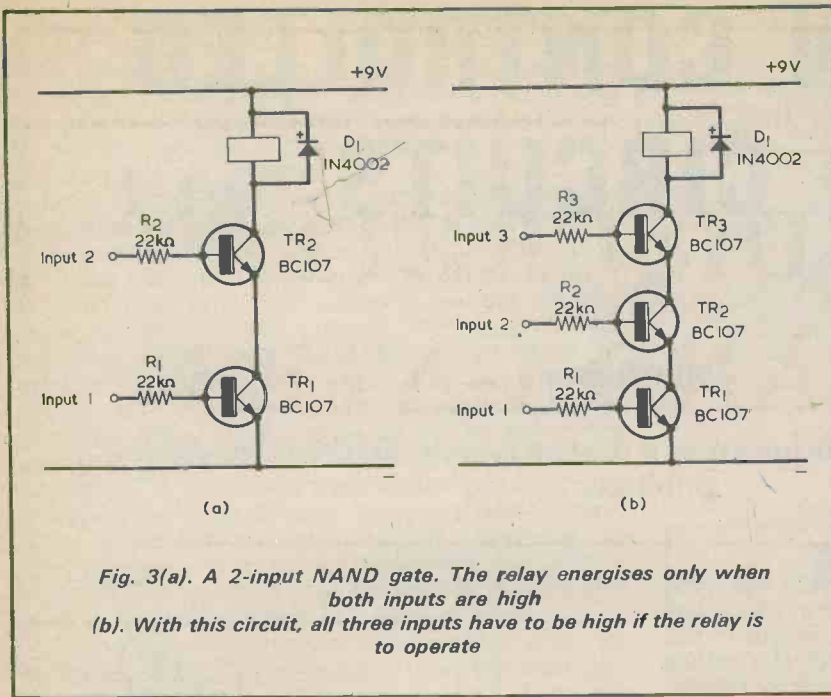 +9V
D1
1N4002
R2
22kΩ
Input 2
TR2
BC107
R1
22kΩ
Input 1
TR1
BC107
−
(a)
+9V
D1
1N4002
R3
22kΩ
Input 3
TR3
BC107
R2
22kΩ
Input 2
TR2
BC107
R1
22kΩ
Input 1
TR1
BC107
−
(b)
Fig. 3(a). A 2-input NAND gate. The relay energises only when
both inputs are high
(b). With this circuit, all three inputs have to be high if the relay is
to operate